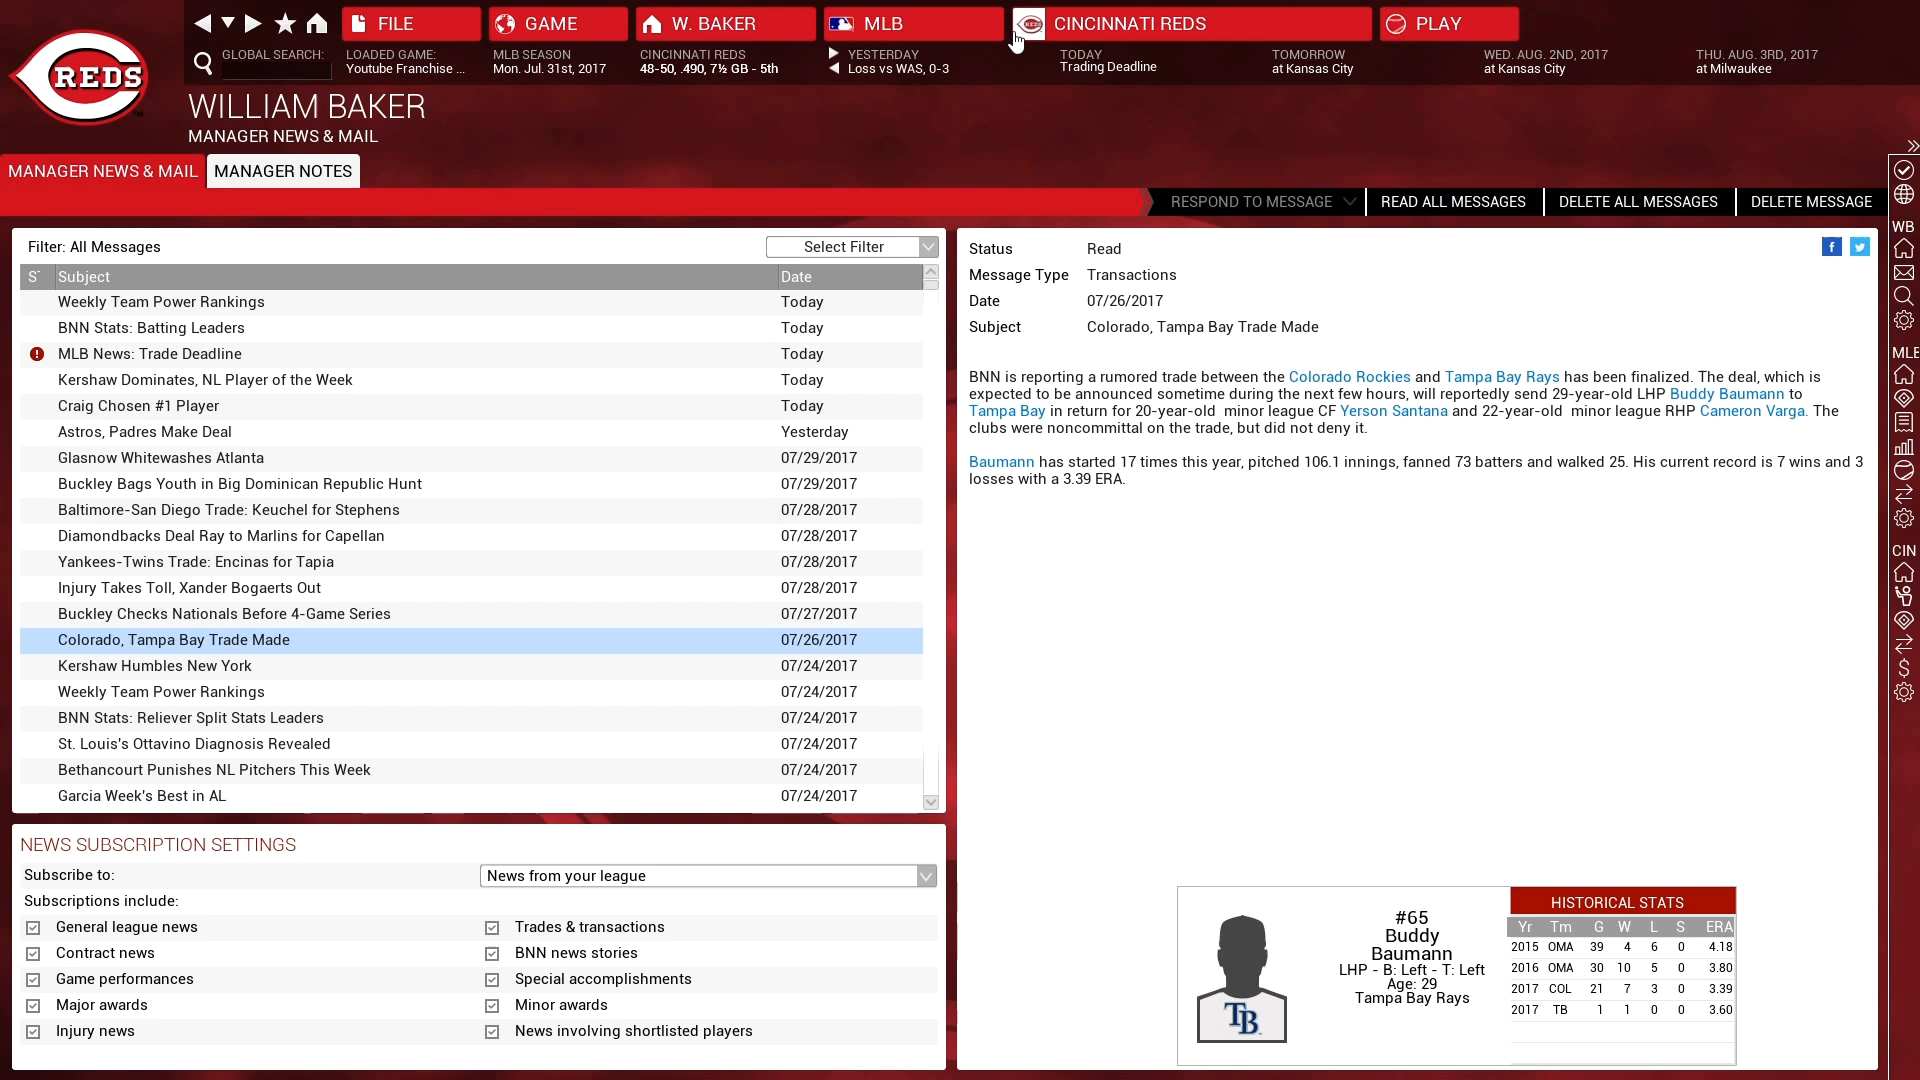 FILE
GAME
W. BAKER
MLB
REDS
CINCINNATI REDS
PLAY
GLOBAL SEARCH:
LOADED GAME:
Youtube Franchise ...
MLB SEASON
Mon. Jul. 31st, 2017
CINCINNATI REDS
48-50, .490, 7½ GB - 5th
YESTERDAY
Loss vs WAS, 0-3
TODAY
Trading Deadline
TOMORROW
at Kansas City
WED. AUG. 2ND, 2017
at Kansas City
THU. AUG. 3RD, 2017
at Milwaukee
REDS
WILLIAM BAKER
MANAGER NEWS & MAIL
MANAGER NEWS & MAIL
MANAGER NOTES
RESPOND TO MESSAGE
READ ALL MESSAGES
DELETE ALL MESSAGES
DELETE MESSAGE
Filter: All Messages
Select Filter
S Subject Date
Weekly Team Power Rankings Today
BNN Stats: Batting Leaders Today
MLB News: Trade Deadline Today
Kershaw Dominates, NL Player of the Week Today
Craig Chosen #1 Player Today
Astros, Padres Make Deal Yesterday
Glasnow Whitewashes Atlanta 07/29/2017
Buckley Bags Youth in Big Dominican Republic Hunt 07/29/2017
Baltimore-San Diego Trade: Keuchel for Stephens 07/28/2017
Diamondbacks Deal Ray to Marlins for Capellan 07/28/2017
Yankees-Twins Trade: Encinas for Tapia 07/28/2017
Injury Takes Toll, Xander Bogaerts Out 07/28/2017
Buckley Checks Nationals Before 4-Game Series 07/27/2017
Colorado, Tampa Bay Trade Made 07/26/2017
Kershaw Humbles New York 07/24/2017
Weekly Team Power Rankings 07/24/2017
BNN Stats: Reliever Split Stats Leaders 07/24/2017
St. Louis's Ottavino Diagnosis Revealed 07/24/2017
Bethancourt Punishes NL Pitchers This Week 07/24/2017
Garcia Week's Best in AL 07/24/2017
NEWS SUBSCRIPTION SETTINGS
Subscribe to: News from your league
Subscriptions include:
General league news Trades & transactions
Contract news BNN news stories
Game performances Special accomplishments
Major awards Minor awards
Injury news News involving shortlisted players
Status Read
Message Type Transactions
Date 07/26/2017
Subject Colorado, Tampa Bay Trade Made
BNN is reporting a rumored trade between the Colorado Rockies and Tampa Bay Rays has been finalized. The deal, which is
expected to be announced sometime during the next few hours, will reportedly send 29-year-old LHP Buddy Baumann to
Tampa Bay in return for 20-year-old minor league CF Yerson Santana and 22-year-old minor league RHP Cameron Varga. The
clubs were noncommittal on the trade, but did not deny it.
Baumann has started 17 times this year, pitched 106.1 innings, fanned 73 batters and walked 25. His current record is 7 wins and 3
losses with a 3.39 ERA.
TB
#65
Buddy
Baumann
LHP - B: Left - T: Left
Age: 29
Tampa Bay Rays
HISTORICAL STATS
Yr Tm G W L S ERA
2015 OMA 39 4 6 0 4.18
2016 OMA 30 10 5 0 3.80
2017 COL 21 7 3 0 3.39
2017 TB 1 1 0 0 3.60
WB
MLB
CIN